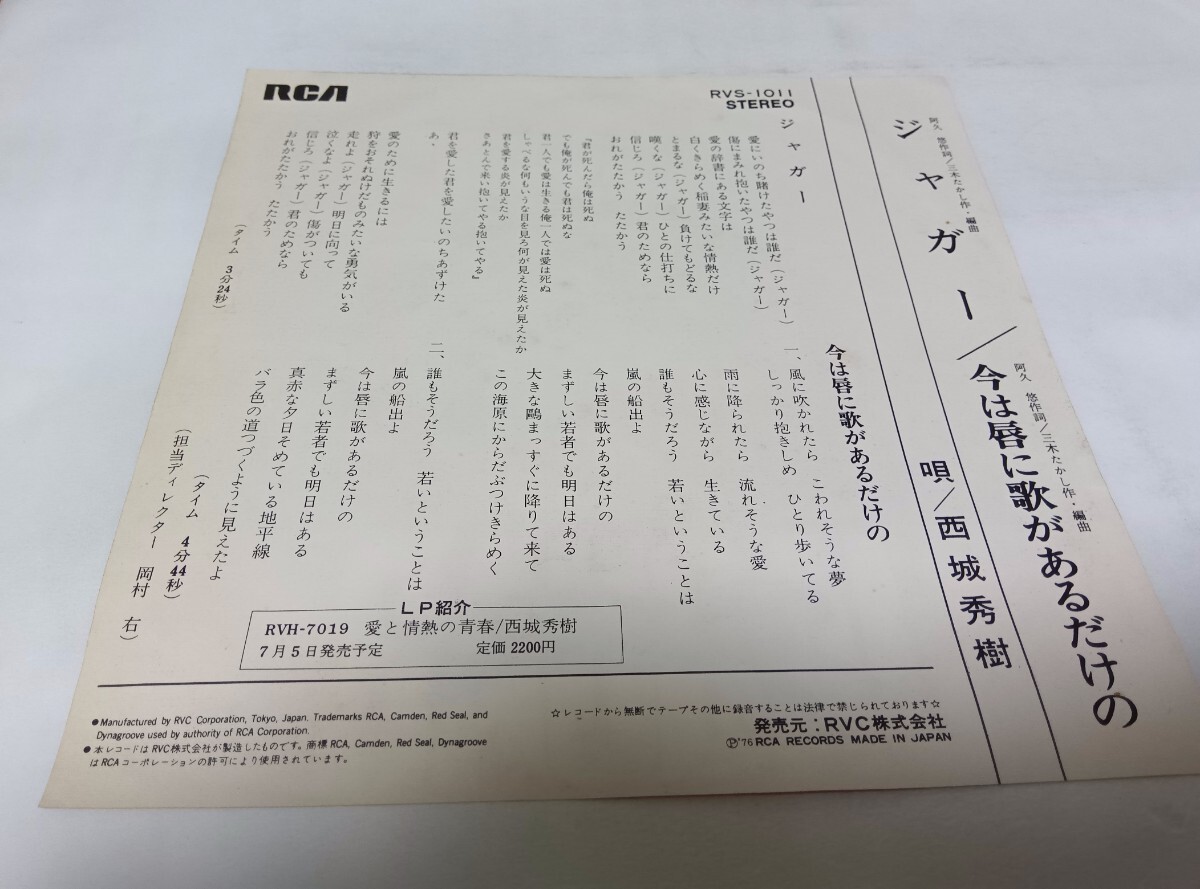 RCA
RVS-1011
STEREO
阿久 悠作詞/三木たかし作・編曲
ジャガー/今は唇に歌があるだけの
阿久 悠作詞/三木たかし作・編曲
唄/西城秀樹
ジャガー
愛にいのち賭けたやつは誰だ(ジャガー)
傷にまみれ抱いたやつは誰だ(ジャガー)
愛の辞書にある文字は
白くきらめく稲妻みたいな情熱だけ
とまるな(ジャガー)負けてもどるな
嘆くな(ジャガー)ひとの仕打ちに
信じろ(ジャガー)君のためなら
おれがたたかう たたかう
『君が死んだら俺は死ぬ
でも俺が死んでも君は死ぬな
君一人でも愛は生きる俺一人では愛は死ぬ
しゃべるな何もいうな目を見ろ何が見えた炎が見えたか
君を愛する炎が見えたか
さあとんで来い抱いてやる抱いてやる』
君を愛した君を愛したいのちあずけた
あゝ
愛のために生きるには
狩をおそれぬけだものみたいな勇気がいる
走れよ(ジャガー)明日に向って
泣くなよ(ジャガー)傷がついても
信じろ(ジャガー)君のためなら
おれがたたかう たたかう
(タイム 3分24秒)
今は唇に歌があるだけの
一、風に吹かれたら こわれそうな夢
しっかり抱きしめ ひとり歩いてる
雨に降られたら 流れそうな愛
心に感じながら 生きている
誰もそうだろう 若いということは
嵐の船出よ
今は唇に歌があるだけの
まずしい若者でも明日はある
大きな鷗まっすぐに降りて来て
この海原にからだぶつけきらめく
二、誰もそうだろう 若いということは
嵐の船出よ
今は唇に歌があるだけの
まずしい若者でも明日はある
真赤な夕日そめている地平線
バラ色の道つづくように見えたよ
(タイム 4分44秒)
(担当ディレクター 岡村 右)
LP紹介
RVH-7019 愛と情熱の青春/西城秀樹
7月5日発売予定 定価2200円
●Manufactured by RVC Corporation, Tokyo, Japan. Trademarks RCA, Camden, Red Seal, and
Dynagroove used by authority of RCA Corporation.
●本レコードはRVC株式会社が製造したものです。商標RCA, Camden, Red Seal, Dynagroove
はRCAコーポレーションの許可により使用されています。
☆レコードから無断でテープその他に録音することは法律で禁じられております☆
発売元:RVC株式会社
Ⓟ'76 RCA RECORDS MADE IN JAPAN